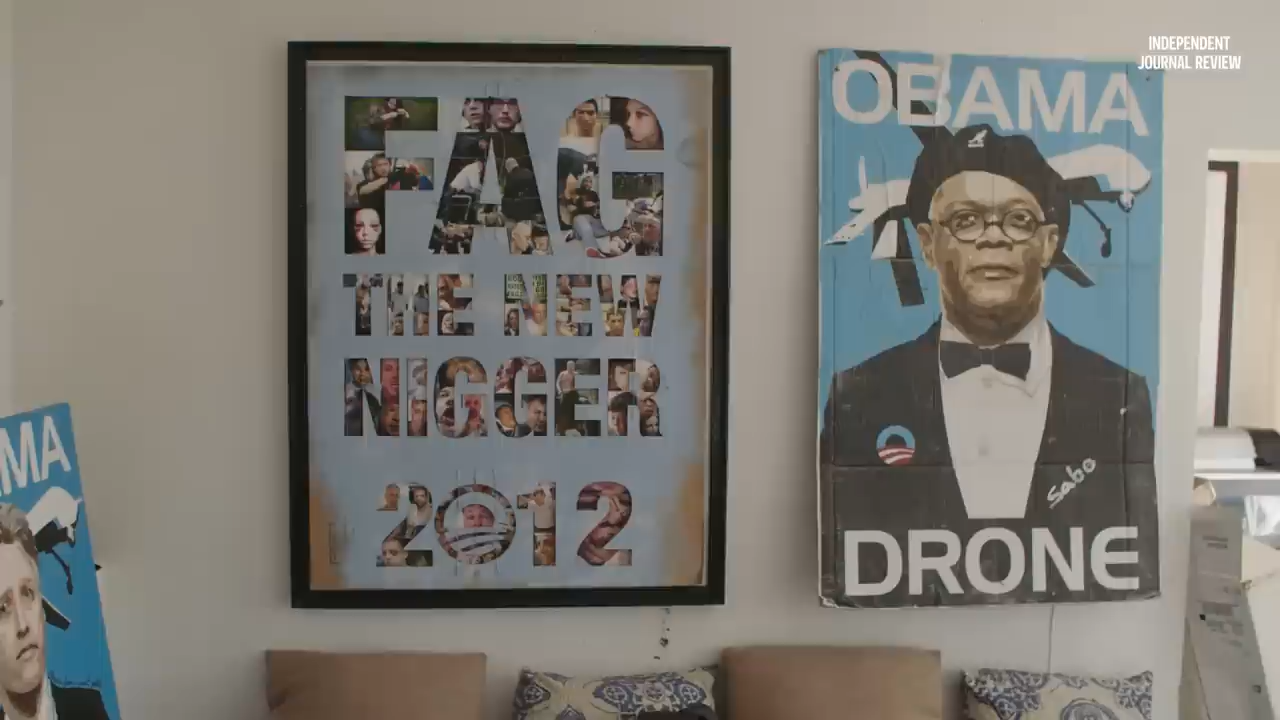 INDEPENDENT
JOURNAL REVIEW
FAG
THE NEW
NIGGER
2012
OBAMA
Sabo
DRONE
MA